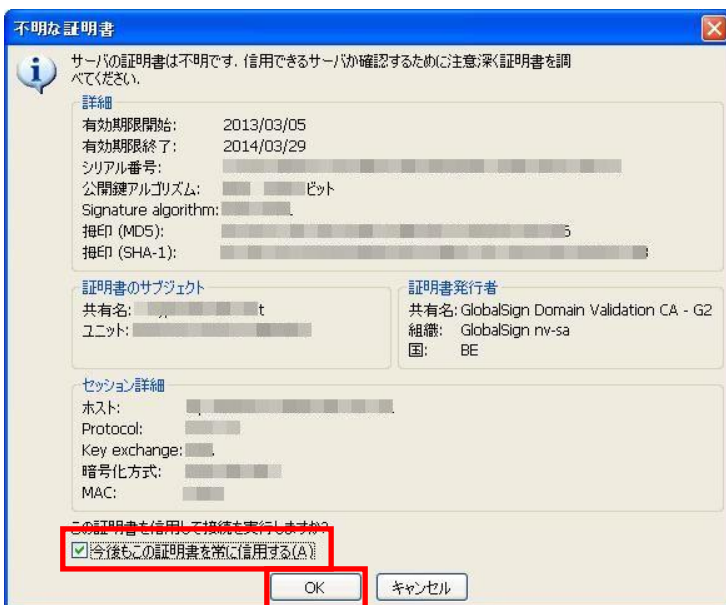 不明な証明書
サーバの証明書は不明です. 信用できるサーバか確認するために注意深く証明書を調
べてください.
詳細
有効期限開始: 2013/03/05
有効期限終了: 2014/03/29
シリアル番号:
公開鍵アルゴリズム: ビット
Signature algorithm:
拇印 (MD5):
拇印 (SHA-1):
証明書のサブジェクト
共有名: t
ユニット:
証明書発行者
共有名: GlobalSign Domain Validation CA - G2
組織: GlobalSign nv-sa
国: BE
セッション詳細
ホスト:
Protocol:
Key exchange:
暗号化方式:
MAC:
この証明書を信用して接続を実行しますか?
今後もこの証明書を常に信用する(A)
OK
キャンセル